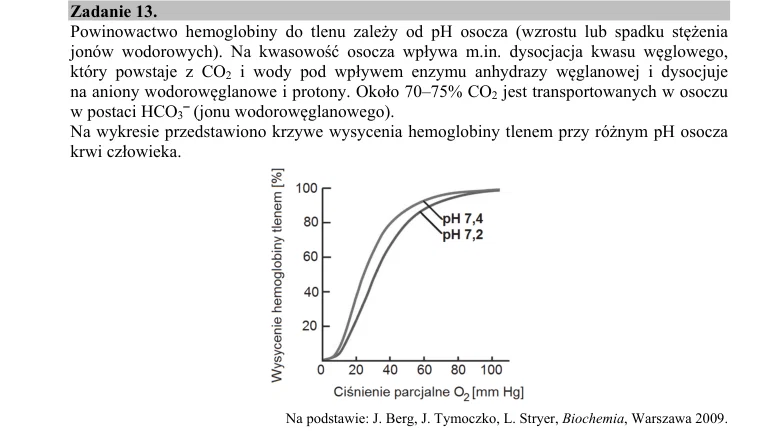 Zadanie 13.
Powinowactwo hemoglobiny do tlenu zależy od pH osocza (wzrostu lub spadku stężenia
jonów wodorowych). Na kwasowość osocza wpływa m.in. dysocjacja kwasu węglowego,
który powstaje z CO₂ i wody pod wpływem enzymu anhydrazy węglanowej i dysocjuje
na aniony wodorowęglanowe i protony. Około 70–75% CO₂ jest transportowanych w osoczu
w postaci HCO₃⁻ (jonu wodorowęglanowego).
Na wykresie przedstawiono krzywe wysycenia hemoglobiny tlenem przy różnym pH osocza
krwi człowieka.
Wysycenie hemoglobiny tlenem [%]
100
80
60
40
20
pH 7,4
pH 7,2
0 20 40 60 80 100
Ciśnienie parcjalne O₂ [mm Hg]
Na podstawie: J. Berg, J. Tymoczko, L. Stryer, Biochemia, Warszawa 2009.